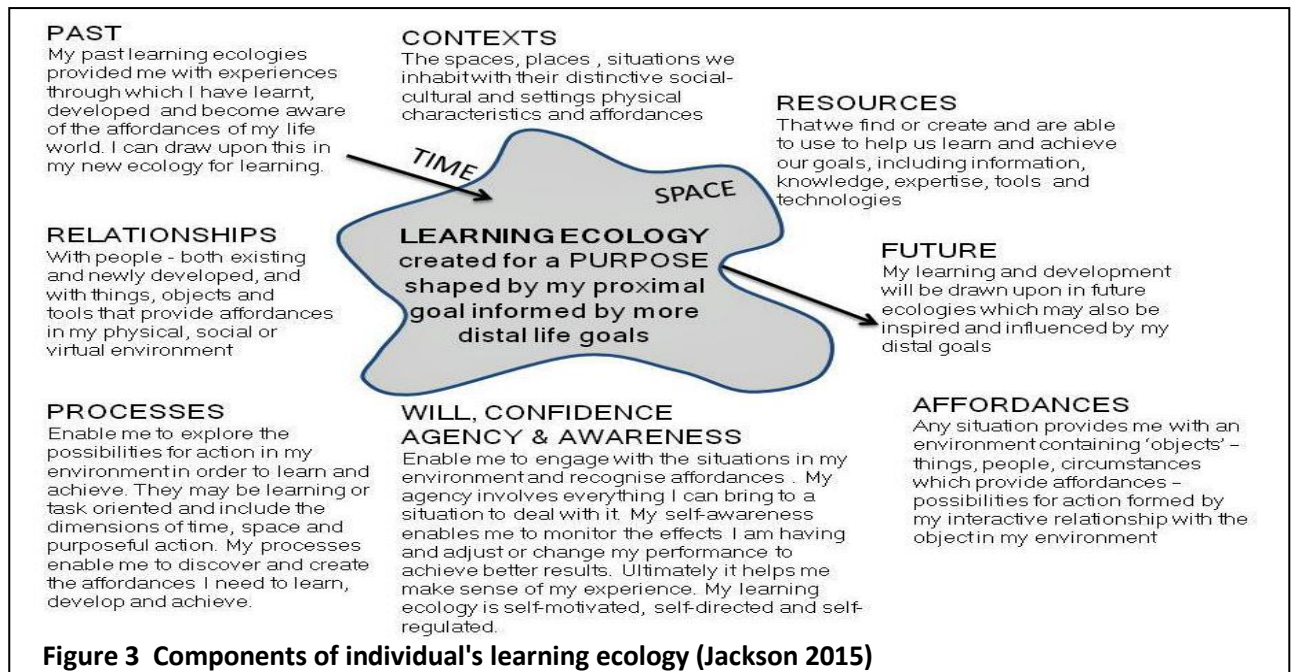 PAST
My past learning ecologies
provided me with experiences
through which I have learnt,
developed and become aware
of the affordances of my life
world. I can draw upon this in
my new ecology for learning.
CONTEXTS
The spaces, places , situations we
inhabit with their distinctive social-
cultural and settings physical
characteristics and affordances
RESOURCES
That we find or create and are able
to use to help us learn and achieve
our goals, including information,
knowledge, expertise, tools and
technologies
TIME
SPACE
RELATIONSHIPS
With people - both existing
and newly developed, and
with things, objects and
tools that provide affordances
in my physical, social or
virtual environment
LEARNING ECOLOGY
created for a PURPOSE
shaped by my proximal
goal informed by more
distal life goals
FUTURE
My learning and development
will be drawn upon in future
ecologies which may also be
inspired and influenced by my
distal goals
PROCESSES
Enable me to explore the
possibilities for action in my
environment in order to learn and
achieve. They may be learning or
task oriented and include the
dimensions of time, space and
purposeful action. My processes
enable me to discover and create
the affordances I need to learn,
develop and achieve.
WILL, CONFIDENCE
AGENCY & AWARENESS
Enable me to engage with the situations in my
environment and recognise affordances . My
agency involves everything I can bring to a
situation to deal with it. My self-awareness
enables me to monitor the effects I am having
and adjust or change my performance to
achieve better results. Ultimately it helps me
make sense of my experience. My learning
ecology is self-motivated, self-directed and self-
regulated.
AFFORDANCES
Any situation provides me with an
environment containing 'objects' –
things, people, circumstances
which provide affordances –
possibilities for action formed by
my interactive relationship with the
object in my environment
Figure 3 Components of individual's learning ecology (Jackson 2015)